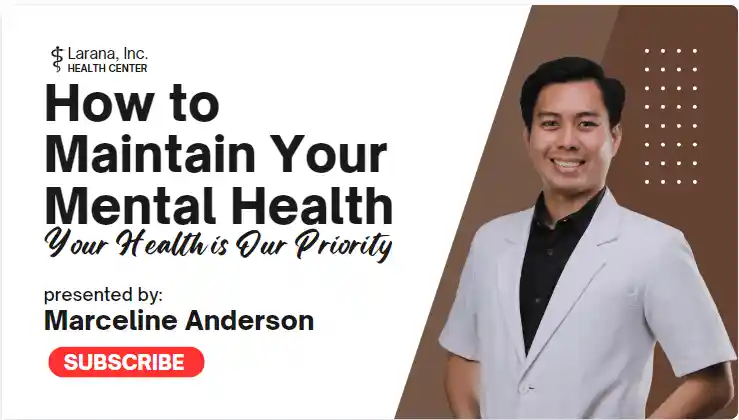 Larana, Inc.
HEALTH CENTER
How to
Maintain Your
Mental Health
Your Health is Our Priority
presented by:
Marceline Anderson
SUBSCRIBE